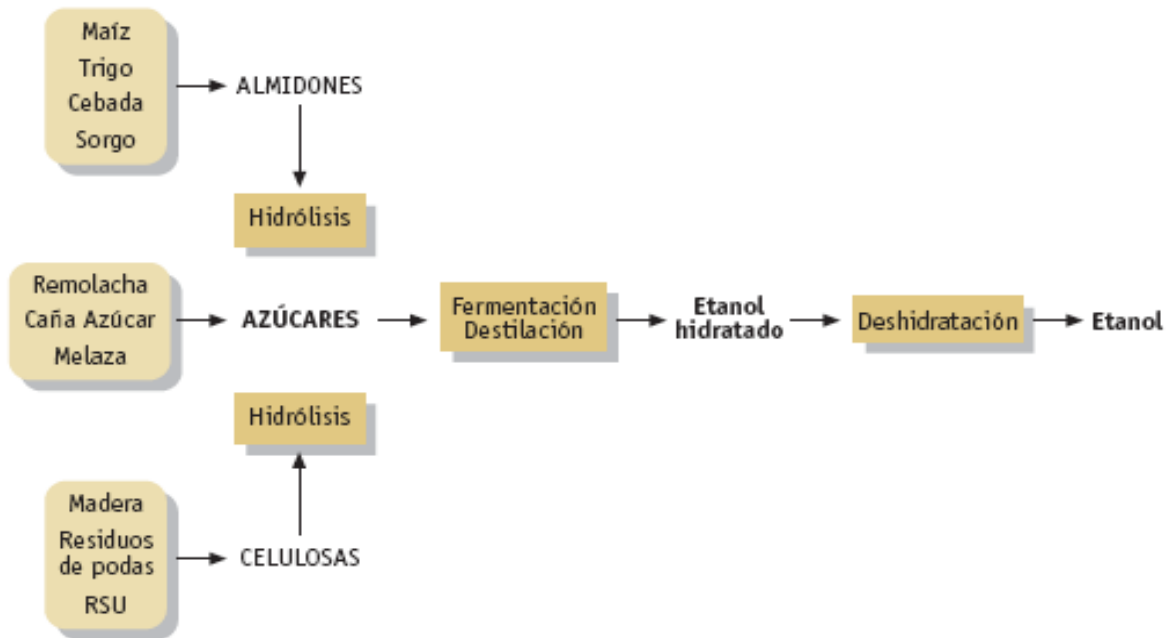 Maíz
Trigo
Cebada
Sorgo
ALMIDONES
Hidrólisis
Remolacha
Caña Azúcar
Melaza
AZÚCARES
Fermentación
Destilación
Etanol
hidratado
Deshidratación
Etanol
Hidrólisis
Madera
Residuos
de podas
RSU
CELULOSAS